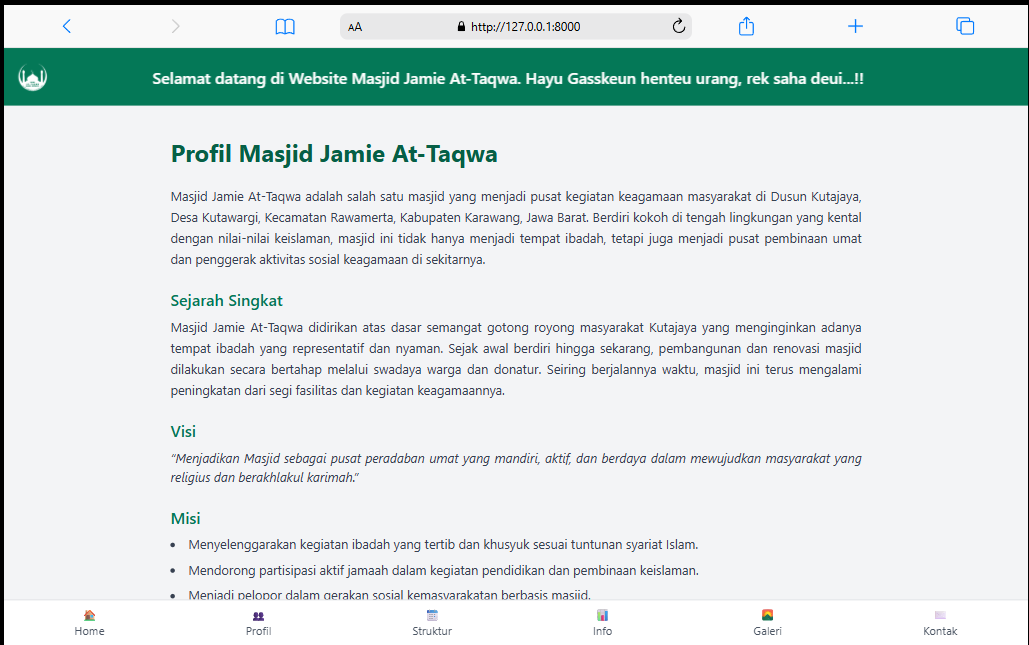 AA
http://127.0.0.1:8000
Selamat datang di Website Masjid Jamie At-Taqwa. Hayu Gasskeun henteu urang, rek saha deui...!!
Profil Masjid Jamie At-Taqwa
Masjid Jamie At-Taqwa adalah salah satu masjid yang menjadi pusat kegiatan keagamaan masyarakat di Dusun Kutajaya,
Desa Kutawargi, Kecamatan Rawamerta, Kabupaten Karawang, Jawa Barat. Berdiri kokoh di tengah lingkungan yang kental
dengan nilai-nilai keislaman, masjid ini tidak hanya menjadi tempat ibadah, tetapi juga menjadi pusat pembinaan umat
dan penggerak aktivitas sosial keagamaan di sekitarnya.
Sejarah Singkat
Masjid Jamie At-Taqwa didirikan atas dasar semangat gotong royong masyarakat Kutajaya yang menginginkan adanya
tempat ibadah yang representatif dan nyaman. Sejak awal berdiri hingga sekarang, pembangunan dan renovasi masjid
dilakukan secara bertahap melalui swadaya warga dan donatur. Seiring berjalannya waktu, masjid ini terus mengalami
peningkatan dari segi fasilitas dan kegiatan keagamaannya.
Visi
“Menjadikan Masjid sebagai pusat peradaban umat yang mandiri, aktif, dan berdaya dalam mewujudkan masyarakat yang
religius dan berakhlakul karimah.”
Misi
• Menyelenggarakan kegiatan ibadah yang tertib dan khusyuk sesuai tuntunan syariat Islam.
• Mendorong partisipasi aktif jamaah dalam kegiatan pendidikan dan pembinaan keislaman.
• Menjadi pelopor dalam gerakan sosial kemasyarakatan berbasis masjid.
Home
Profil
Struktur
Info
Galeri
Kontak